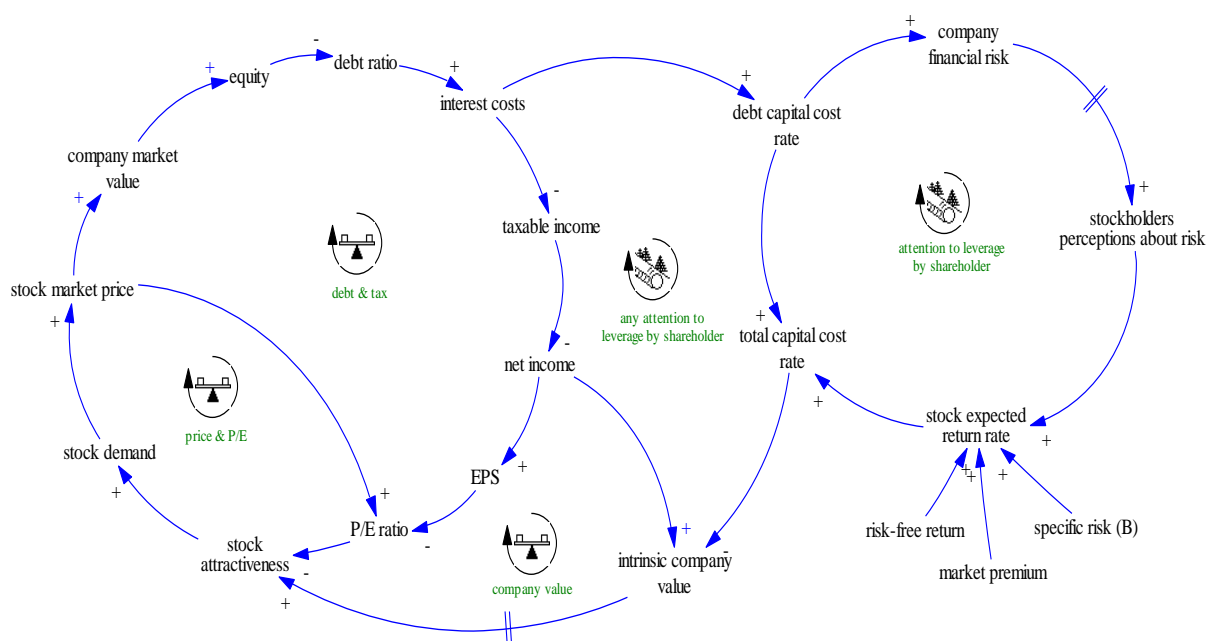 company
financial risk
+
-
debt ratio
+
equity
+
interest costs
+
debt capital cost
rate
+
company market
value
+
-
taxable income
+
stockholders
perceptions about risk
attention to leverage
by shareholder
debt & tax
stock market price
+
any attention to
leverage by shareholder
+
total capital cost
rate
-
net income
+
price & P/E
stock expected
return rate
+
+
+
+
stock demand
+
+
EPS
+
P/E ratio
-
risk-free return
specific risk (B)
market premium
stock
attractiveness
-
+
company value
+
intrinsic company
value
-